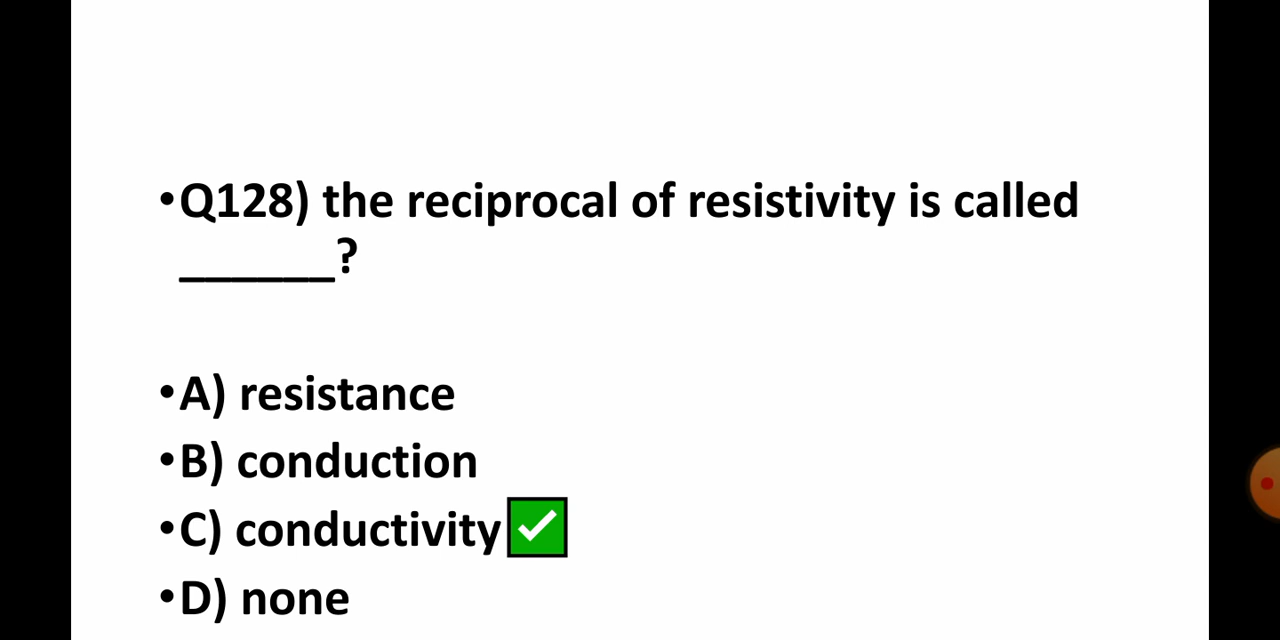 •Q128) the reciprocal of resistivity is called
______?
•A) resistance
•B) conduction
•C) conductivity✅
•D) none